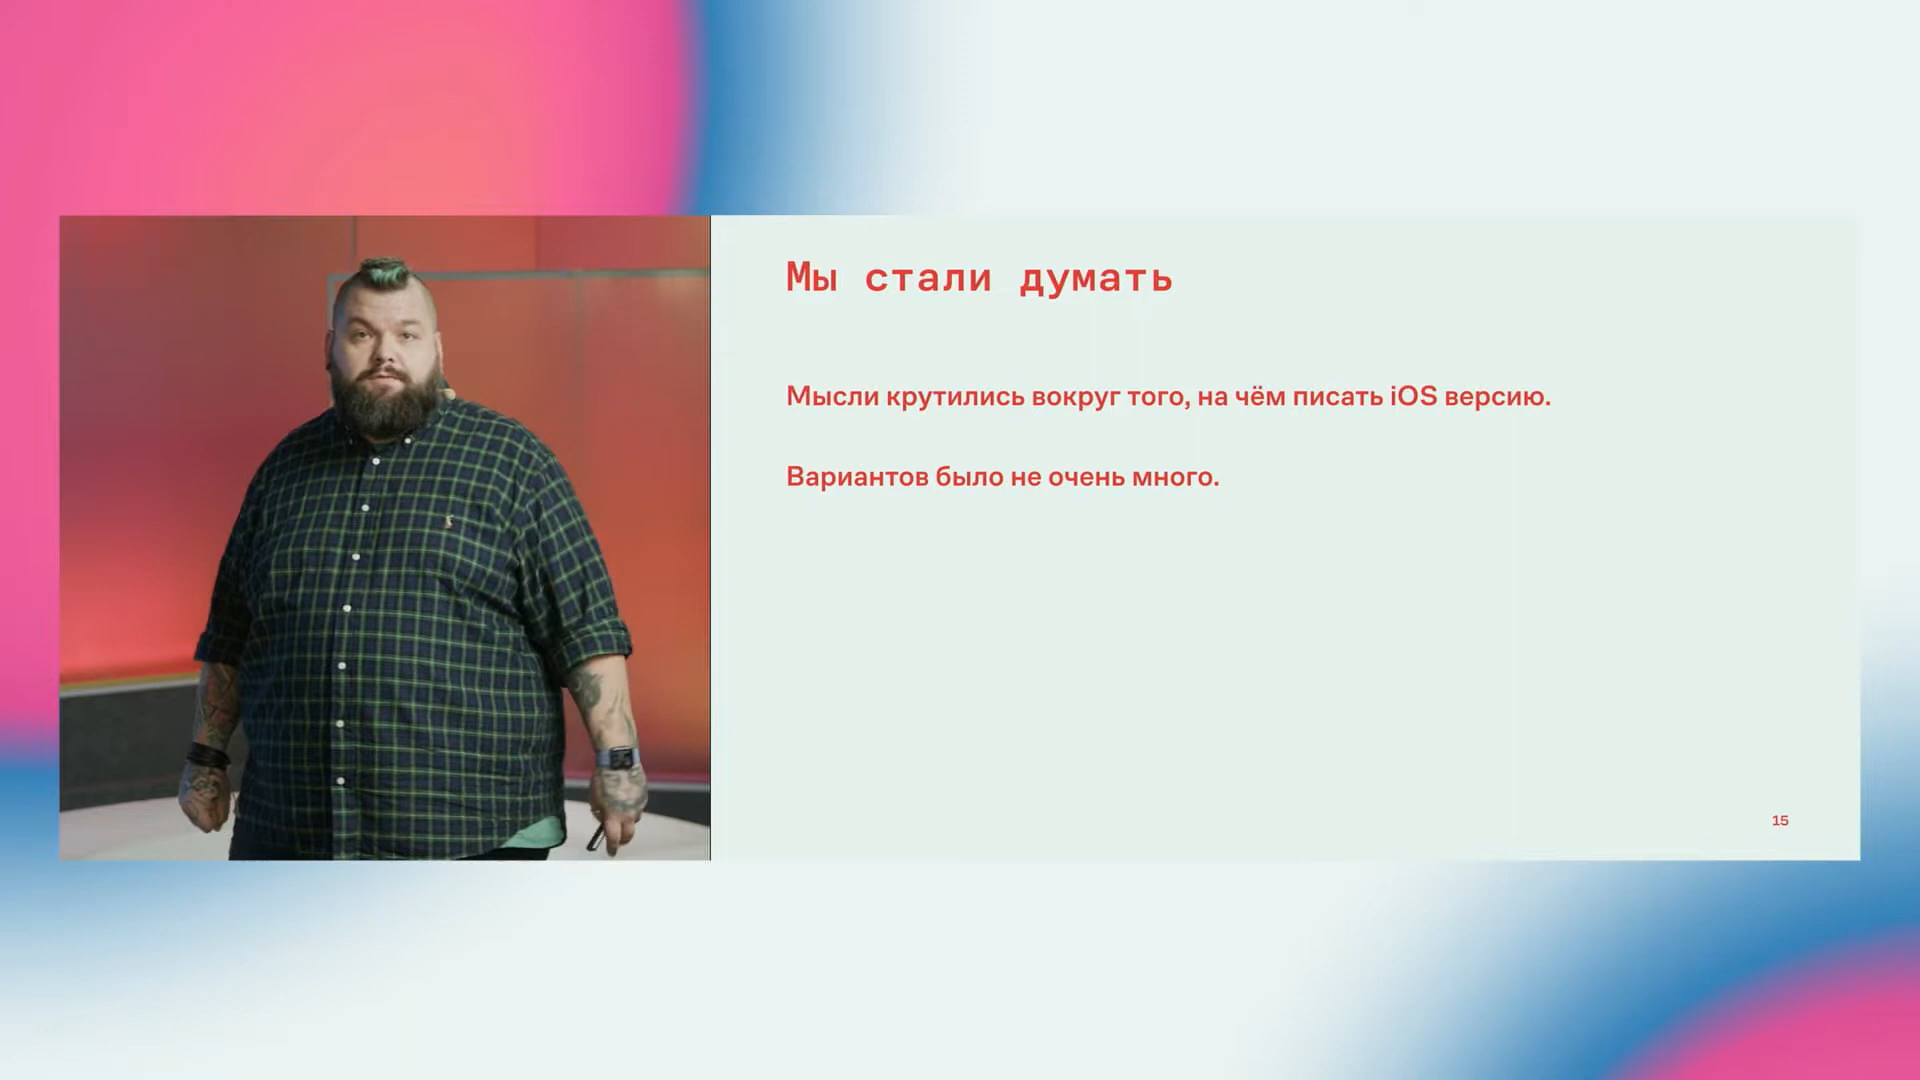 Мы стали думать
Мысли крутились вокруг того, на чём писать iOS версию.
Вариантов было не очень много.
15